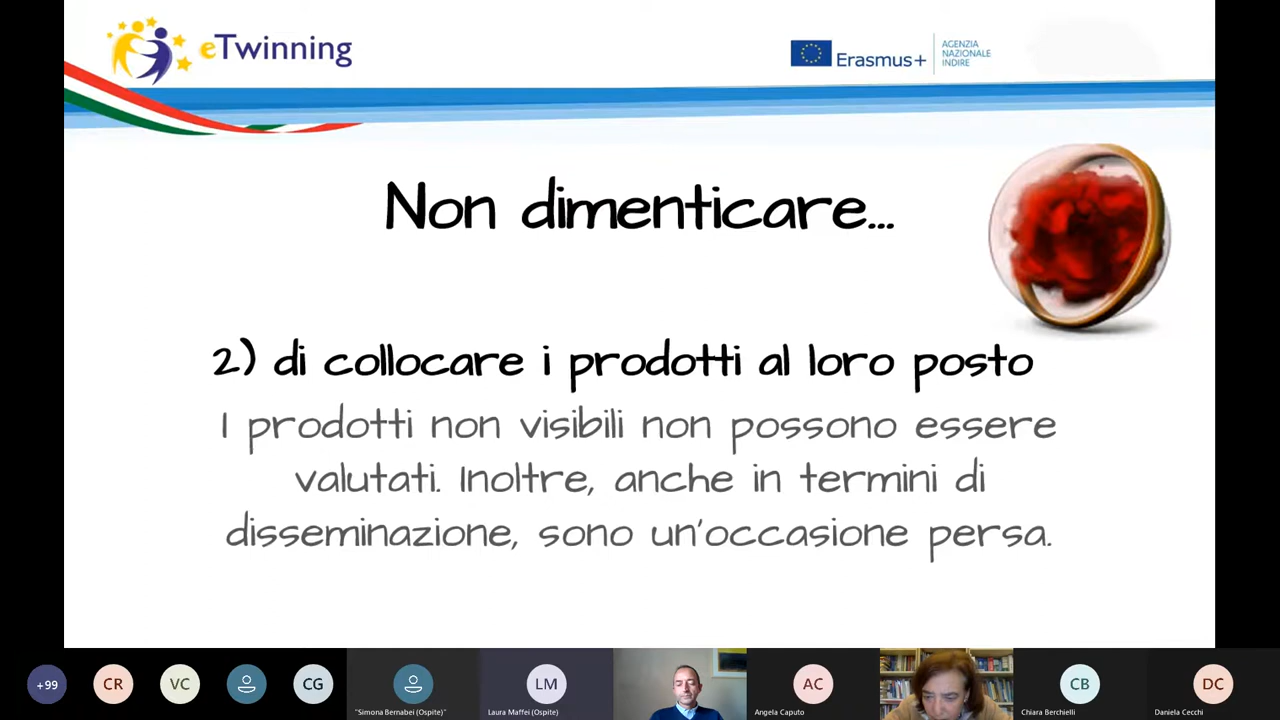 eTwinning
Erasmus+
AGENZIA
NAZIONALE
INDIRE
Non dimenticare...
2) di collocare i prodotti al loro posto
I prodotti non visibili non possono essere
valutati. Inoltre, anche in termini di
disseminazione, sono un'occasione persa.
+99
CR
VC
CG
"Simona Bernabei (Ospite)"
LM
Laura Maffei (Ospite)
AC
Angela Caputo
CB
Chiara Berchielli
DC
Daniela Cecchi